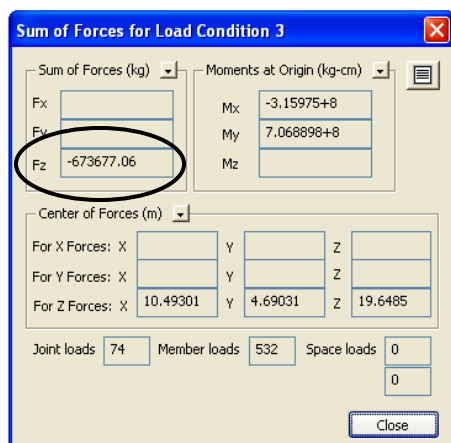 Sum of Forces for Load Condition 3
Sum of Forces (kg) Moments at Origin (kg-cm)
Fx Mx -3.15975+8
Fy My 7.068898+8
Fz -673677.06 Mz
Center of Forces (m)
For X Forces: X Y Z
For Y Forces: X Y Z
For Z Forces: X 10.49301 Y 4.69031 Z 19.6485
Joint loads 74 Member loads 532 Space loads 0
0
Close